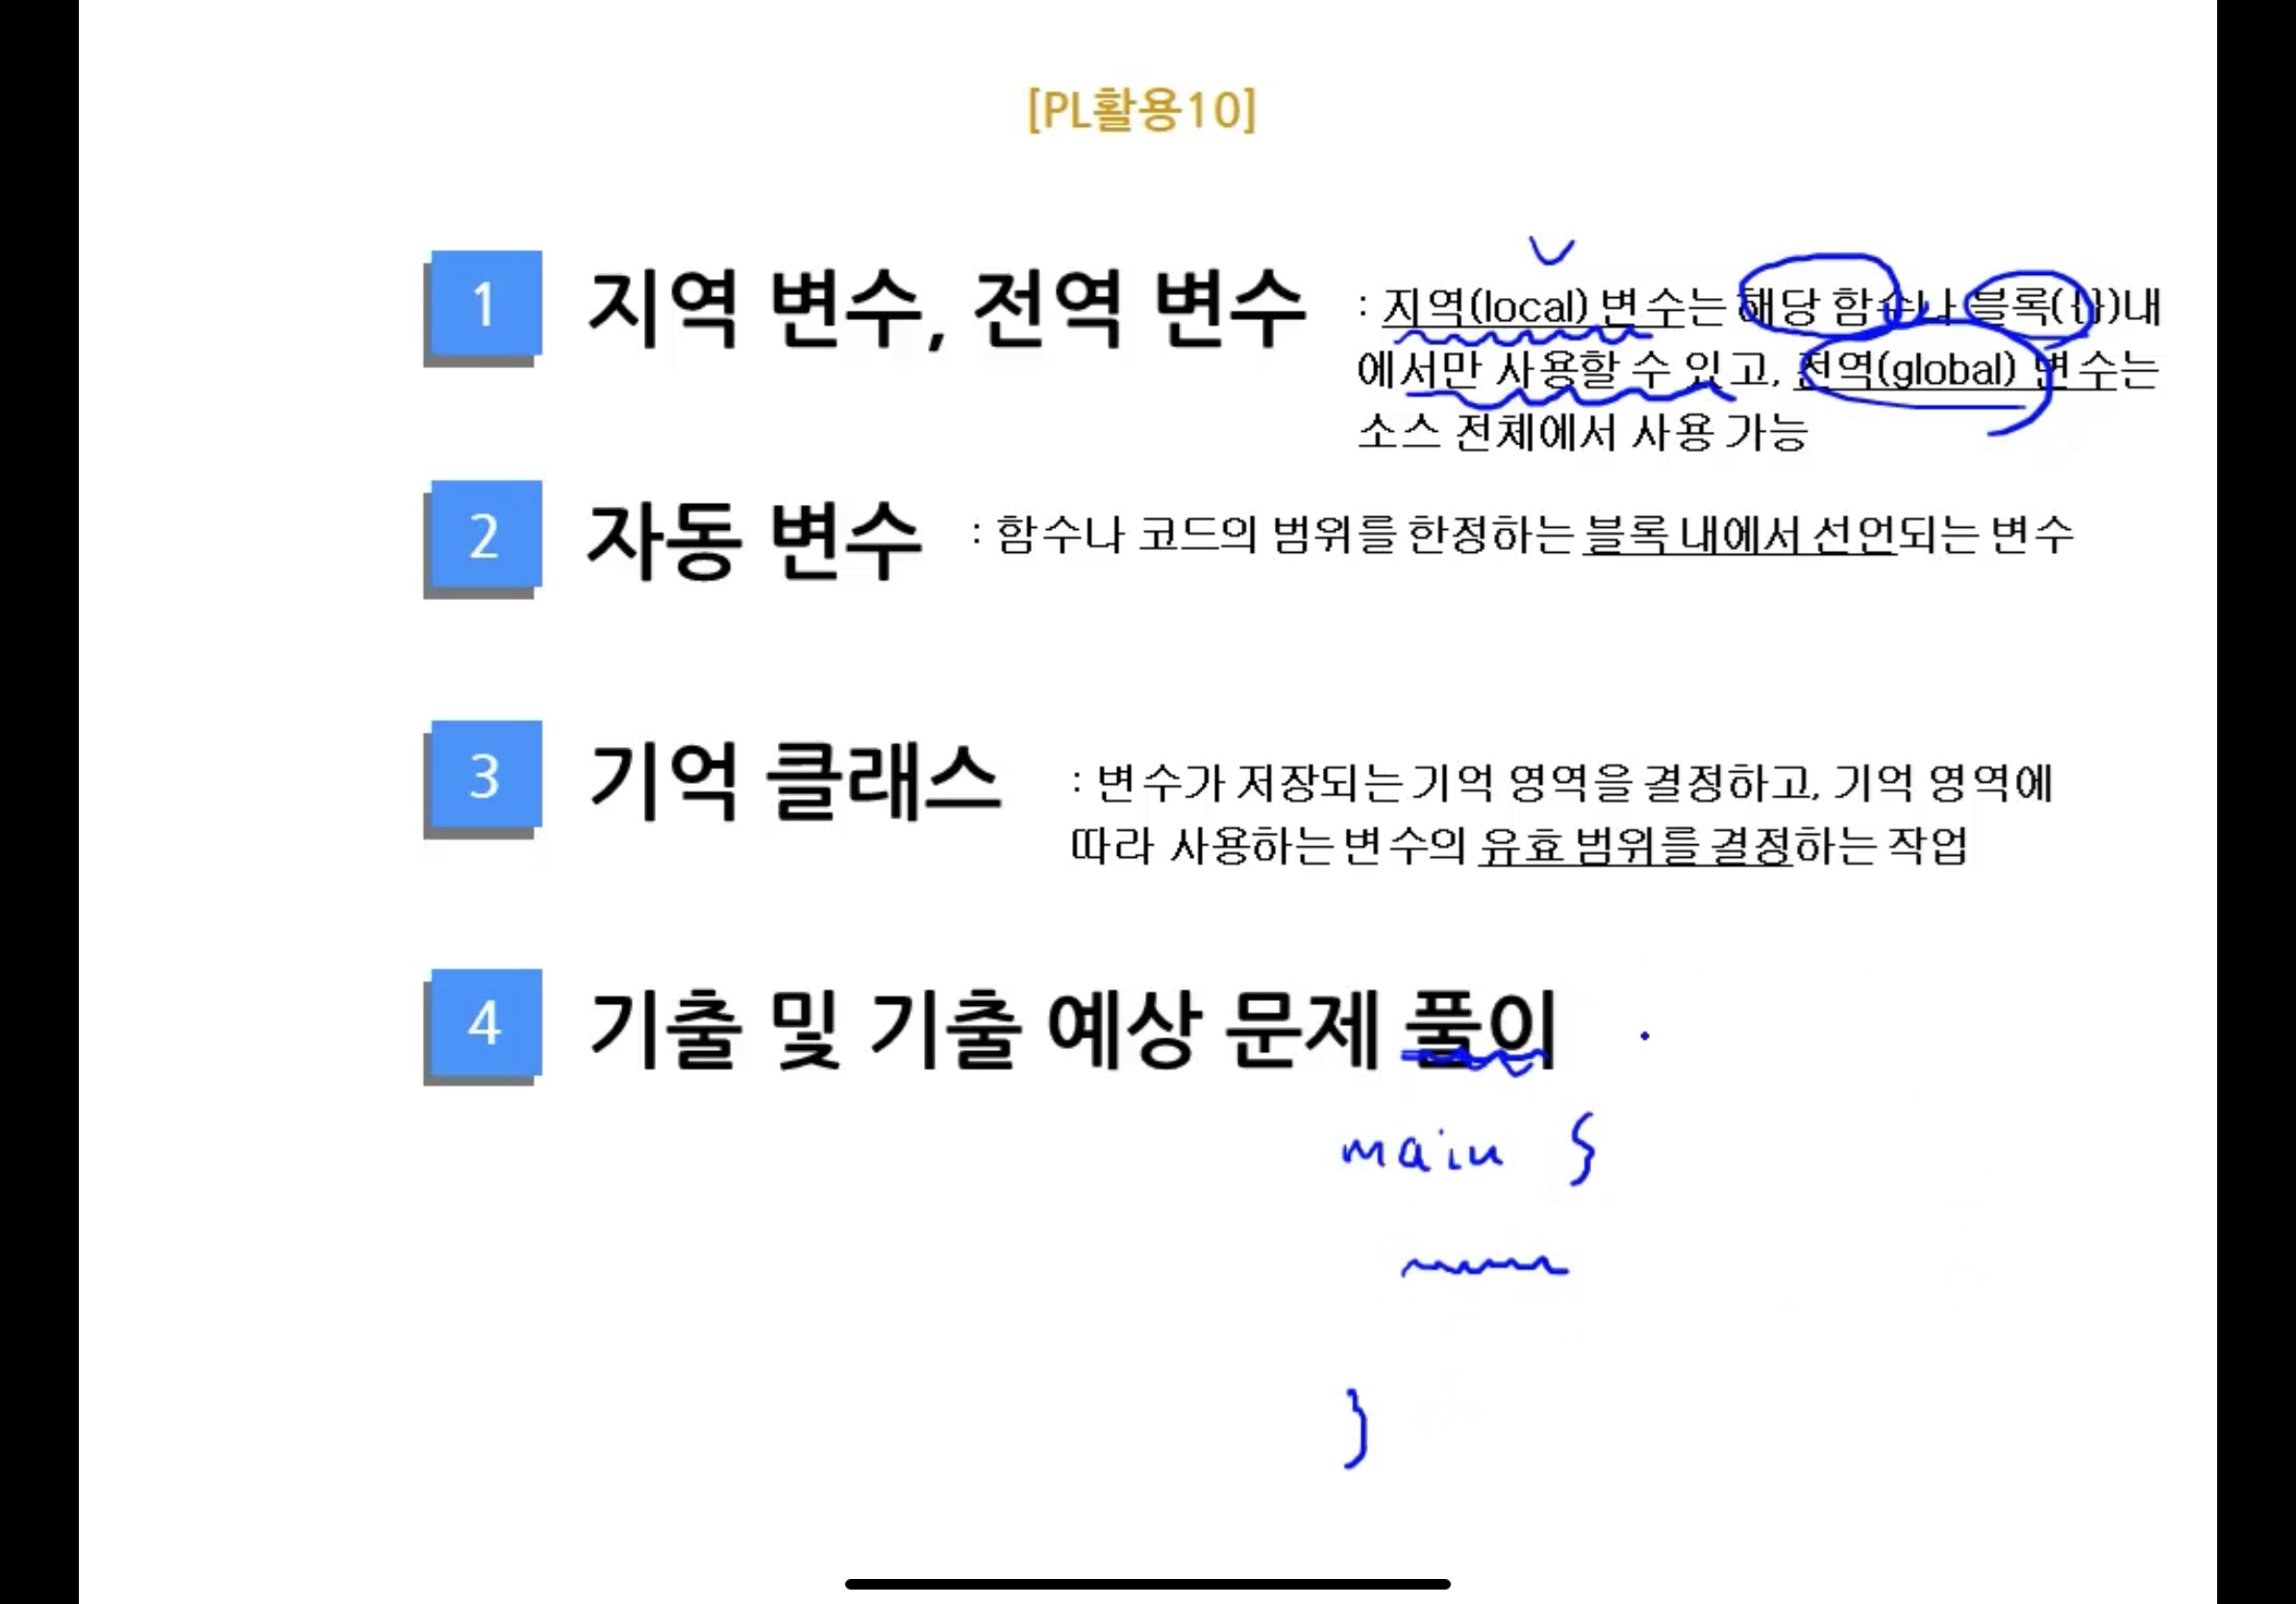 [PL활용10]
1 지역 변수, 전역 변수 : 지역(local) 변수는 해당 함수나 블록({})내
에서만 사용할 수 있고, 전역(global) 변수는
소스 전체에서 사용 가능
2 자동 변수 : 함수나 코드의 범위를 한정하는 블록 내에서 선언되는 변수
3 기억 클래스 : 변수가 저장되는 기억 영역을 결정하고, 기억 영역에
따라 사용하는 변수의 유효 범위를 결정하는 작업
4 기출 및 기출 예상 문제 풀이
main {
}